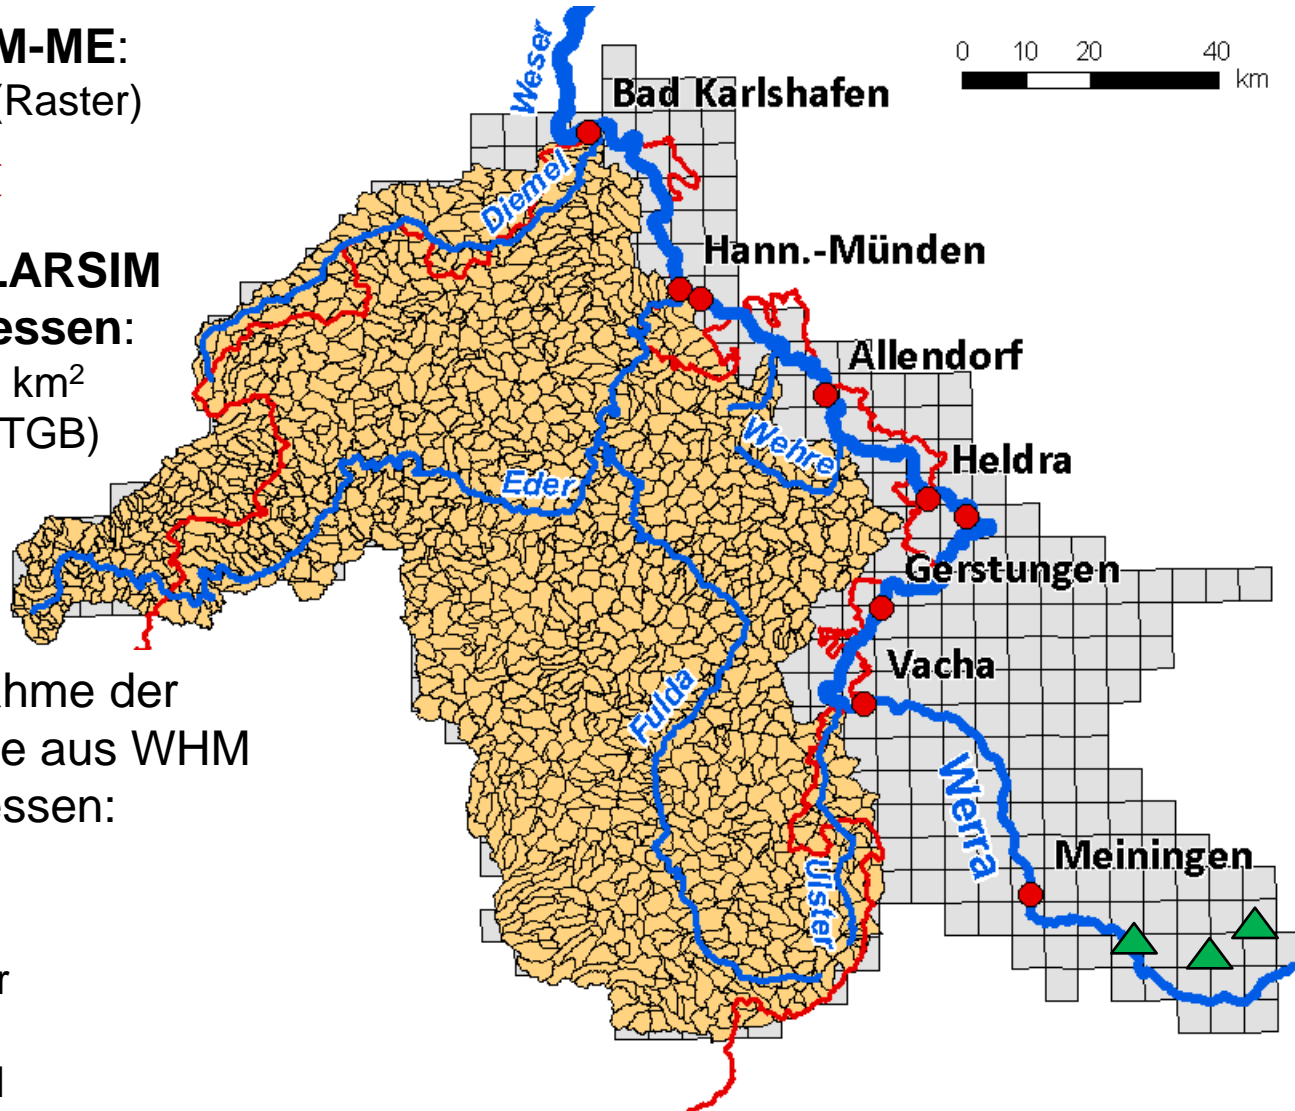 M-ME:
(Raster)
LARSIM
essen:
km²
TGB)
hme der
e aus WHM
essen:
r
0 10 20 40
km
Weser
Bad Karlshafen
Diemel
Hann.-Münden
Allendorf
Wehre
Heldra
Eder
Gerstungen
Vacha
Fulda
Werra
Meiningen
Ulster